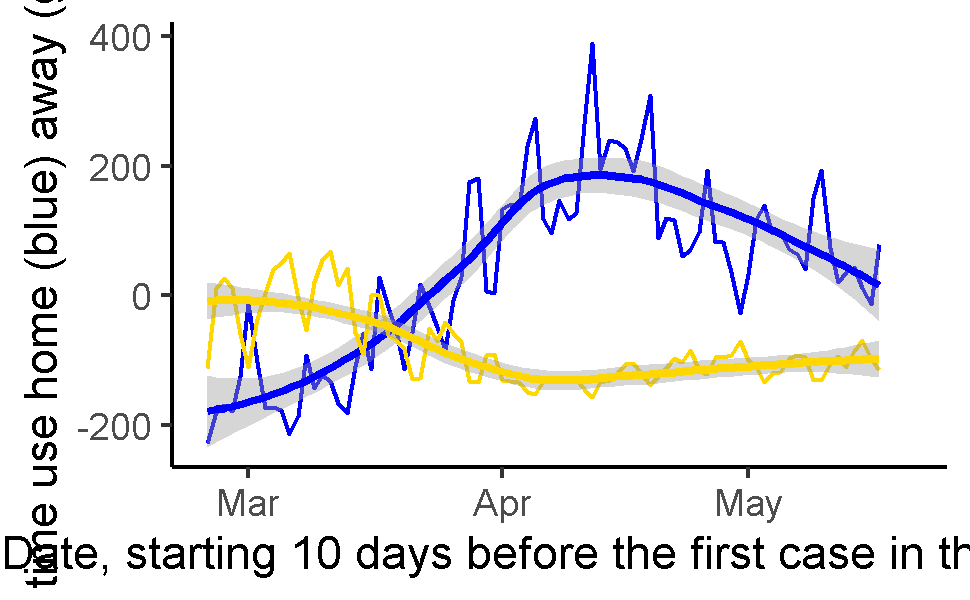 time use home (blue) away (
400
200
0
-200
Mar Apr May
Date, starting 10 days before the first case in th